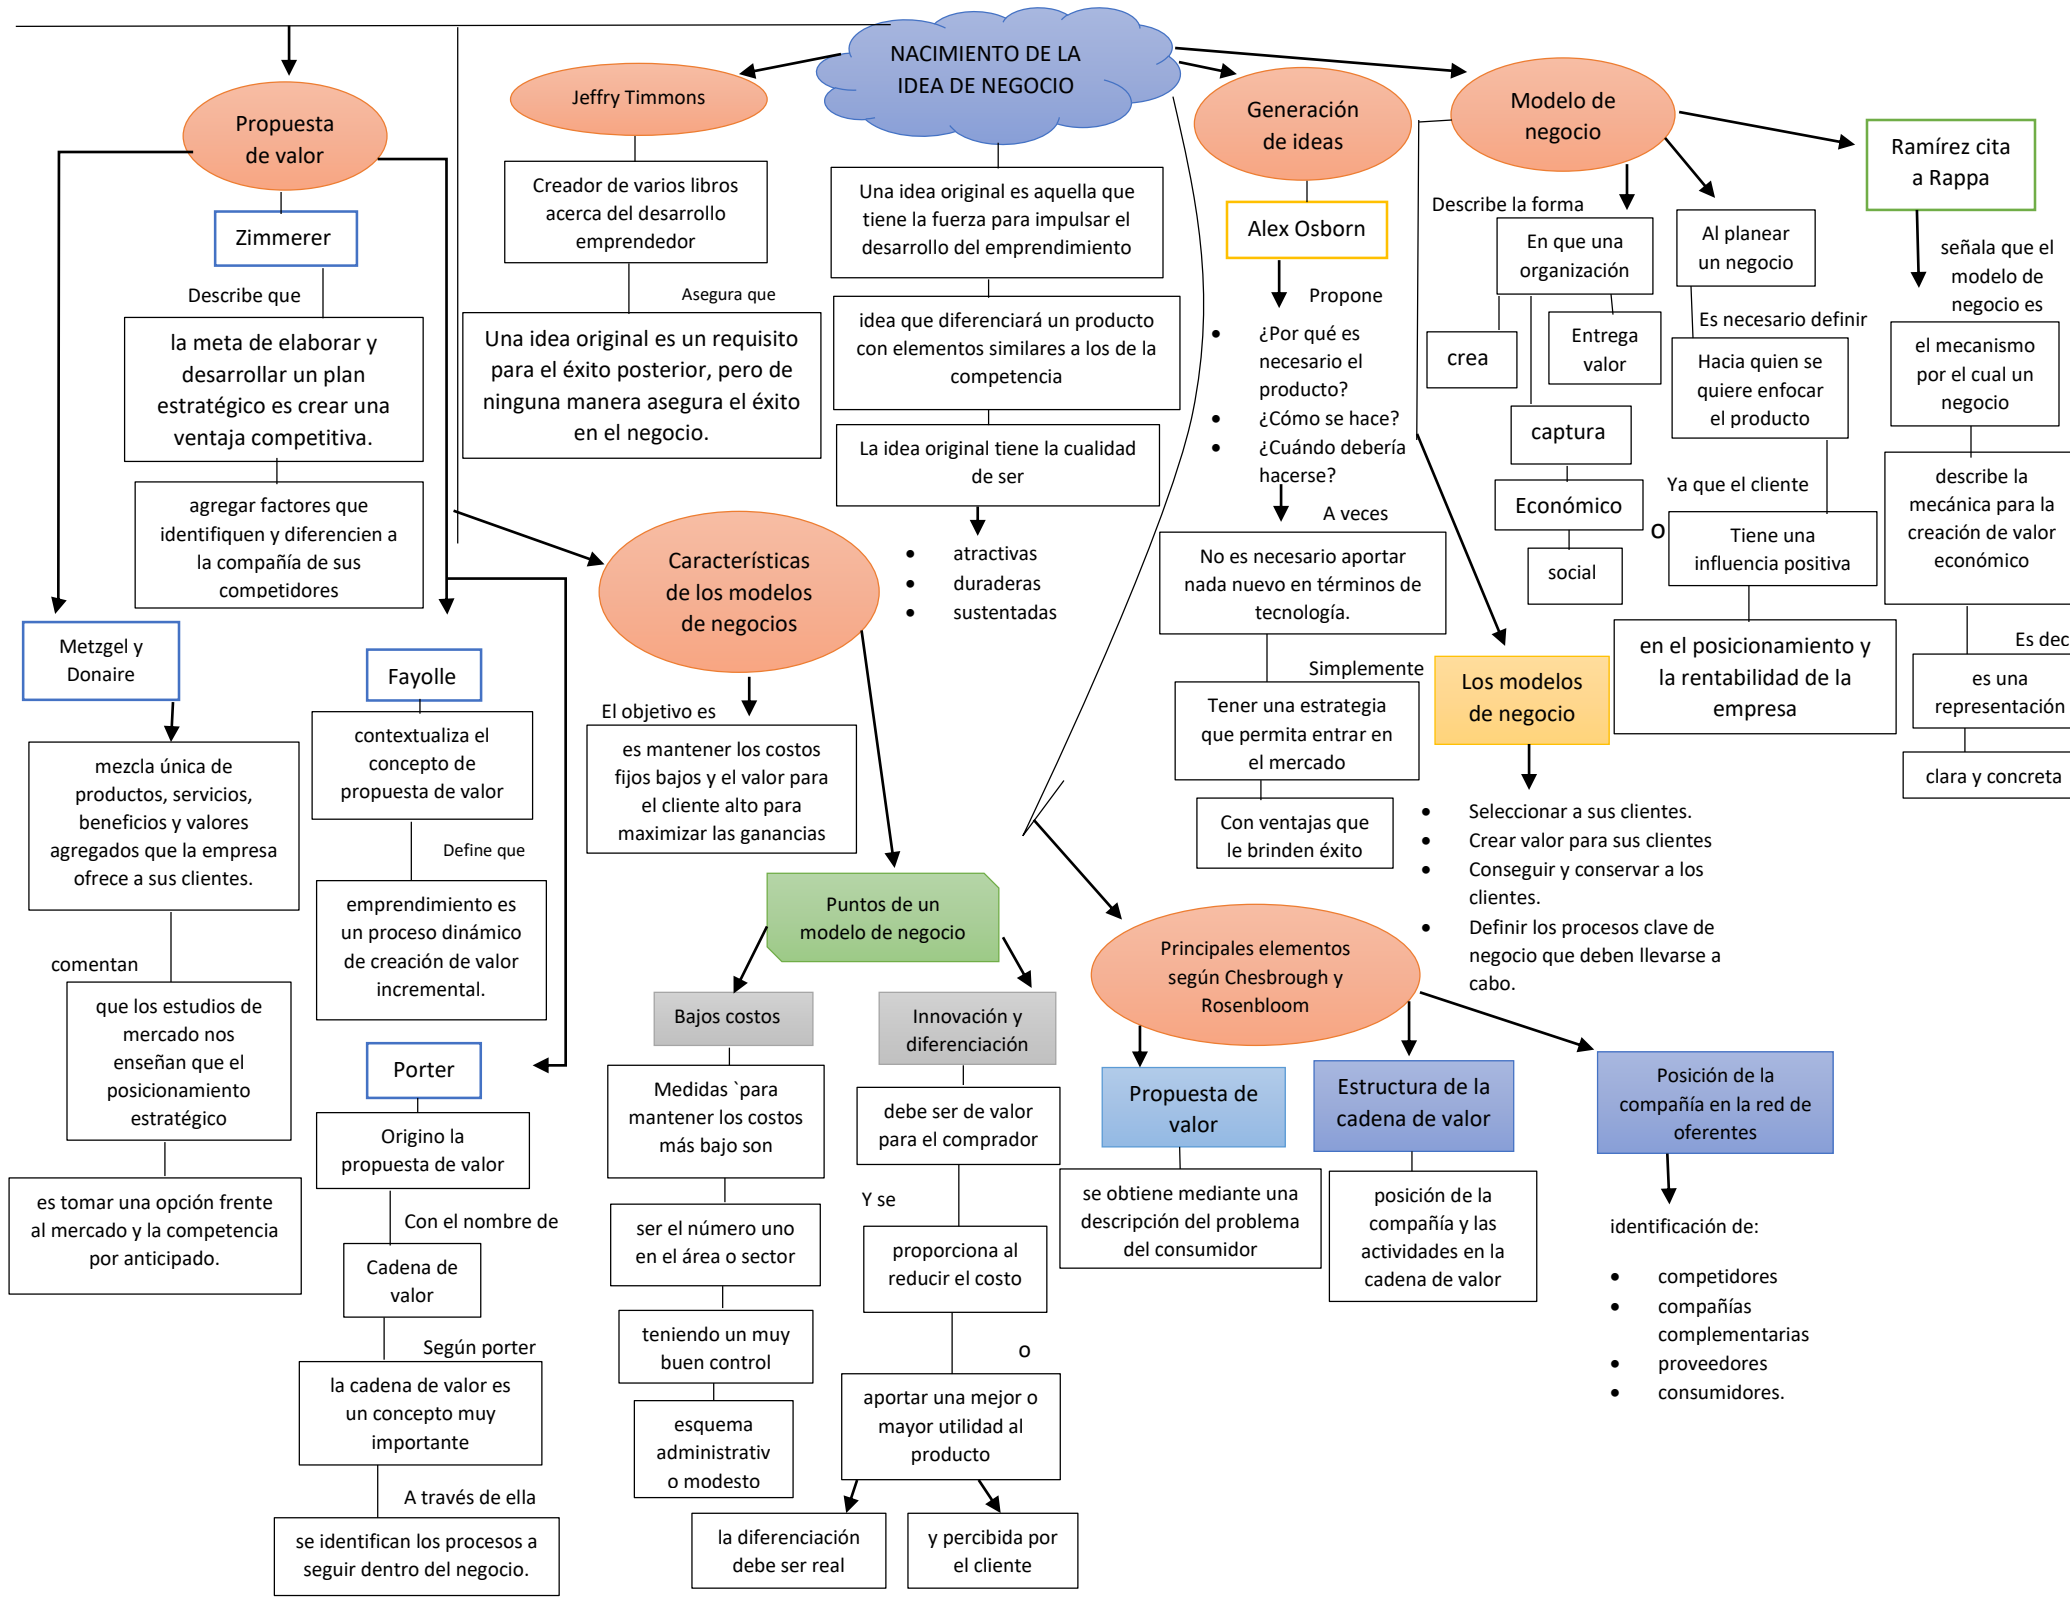 NACIMIENTO DE LA
IDEA DE NEGOCIO
Propuesta
de valor
Zimmerer
Describe que
la meta de elaborar y
desarrollar un plan
estratégico es crear una
ventaja competitiva.
agregar factores que
identifiquen y diferencien a
la compañía de sus
competidores
Metzgel y
Donaire
mezcla única de
productos, servicios,
beneficios y valores
agregados que la empresa
ofrece a sus clientes.
comentan
que los estudios de
mercado nos
enseñan que el
posicionamiento
estratégico
es tomar una opción frente
al mercado y la competencia
por anticipado.
Fayolle
contextualiza el
concepto de
propuesta de valor
Define que
emprendimiento es
un proceso dinámico
de creación de valor
incremental.
Porter
Origino la
propuesta de valor
Con el nombre de
Cadena de
valor
Según porter
la cadena de valor es
un concepto muy
importante
A través de ella
se identifican los procesos a
seguir dentro del negocio.
Jeffry Timmons
Creador de varios libros
acerca del desarrollo
emprendedor
Asegura que
Una idea original es un requisito
para el éxito posterior, pero de
ninguna manera asegura el éxito
en el negocio.
Una idea original es aquella que
tiene la fuerza para impulsar el
desarrollo del emprendimiento
idea que diferenciará un producto
con elementos similares a los de la
competencia
La idea original tiene la cualidad
de ser
• atractivas
• duraderas
• sustentadas
Características
de los modelos
de negocios
El objetivo es
es mantener los costos
fijos bajos y el valor para
el cliente alto para
maximizar las ganancias
Puntos de un
modelo de negocio
Bajos costos
Medidas `para
mantener los costos
más bajo son
ser el número uno
en el área o sector
teniendo un muy
buen control
esquema
administrativ
o modesto
Innovación y
diferenciación
debe ser de valor
para el comprador
Y se
proporciona al
reducir el costo
o
aportar una mejor o
mayor utilidad al
producto
la diferenciación
debe ser real
y percibida por
el cliente
Generación
de ideas
Alex Osborn
Propone
• ¿Por qué es
necesario el
producto?
• ¿Cómo se hace?
• ¿Cuándo debería
hacerse?
A veces
No es necesario aportar
nada nuevo en términos de
tecnología.
Simplemente
Tener una estrategia
que permita entrar en
el mercado
Con ventajas que
le brinden éxito
Modelo de
negocio
Describe la forma
En que una
organización
crea
Entrega
valor
captura
Económico
o
social
Al planear
un negocio
Es necesario definir
Hacia quien se
quiere enfocar
el producto
Ya que el cliente
Tiene una
influencia positiva
en el posicionamiento y
la rentabilidad de la
empresa
Ramírez cita
a Rappa
señala que el
modelo de
negocio es
el mecanismo
por el cual un
negocio
describe la
mecánica para la
creación de valor
económico
Es dec
es una
representación
clara y concreta
Los modelos
de negocio
• Seleccionar a sus clientes.
• Crear valor para sus clientes
• Conseguir y conservar a los
clientes.
• Definir los procesos clave de
negocio que deben llevarse a
cabo.
Principales elementos
según Chesbrough y
Rosenbloom
Propuesta de
valor
se obtiene mediante una
descripción del problema
del consumidor
Estructura de la
cadena de valor
posición de la
compañía y las
actividades en la
cadena de valor
Posición de la
compañía en la red de
oferentes
identificación de:
• competidores
• compañías
complementarias
• proveedores
• consumidores.